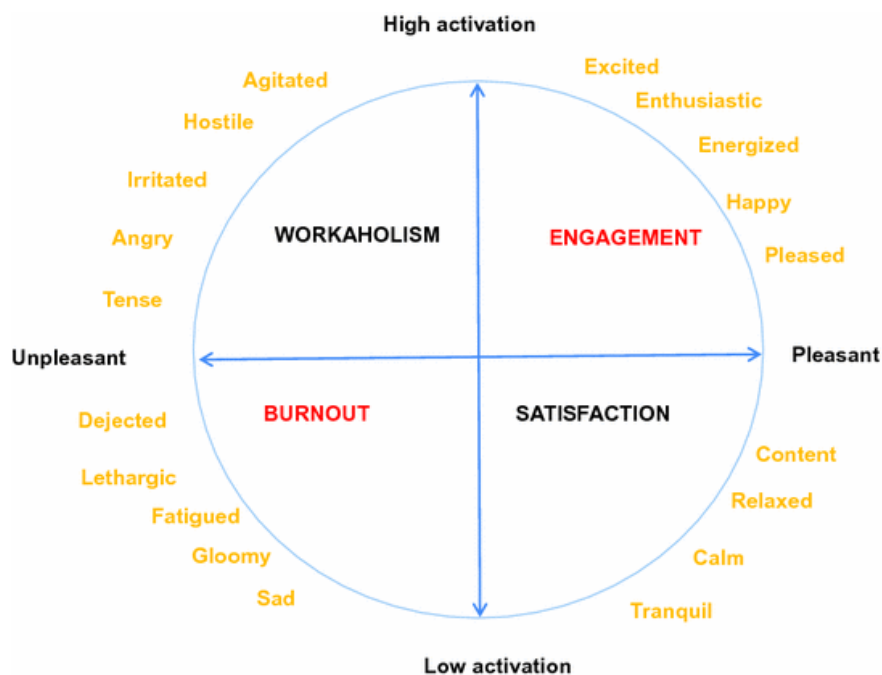 High activation
Excited
Agitated
Enthusiastic
Hostile
Energized
Irritated
Happy
WORKAHOLISM
ENGAGEMENT
Angry
Pleased
Tense
Unpleasant
Pleasant
BURNOUT
SATISFACTION
Dejected
Content
Lethargic
Relaxed
Fatigued
Gloomy
Calm
Sad
Tranquil
Low activation